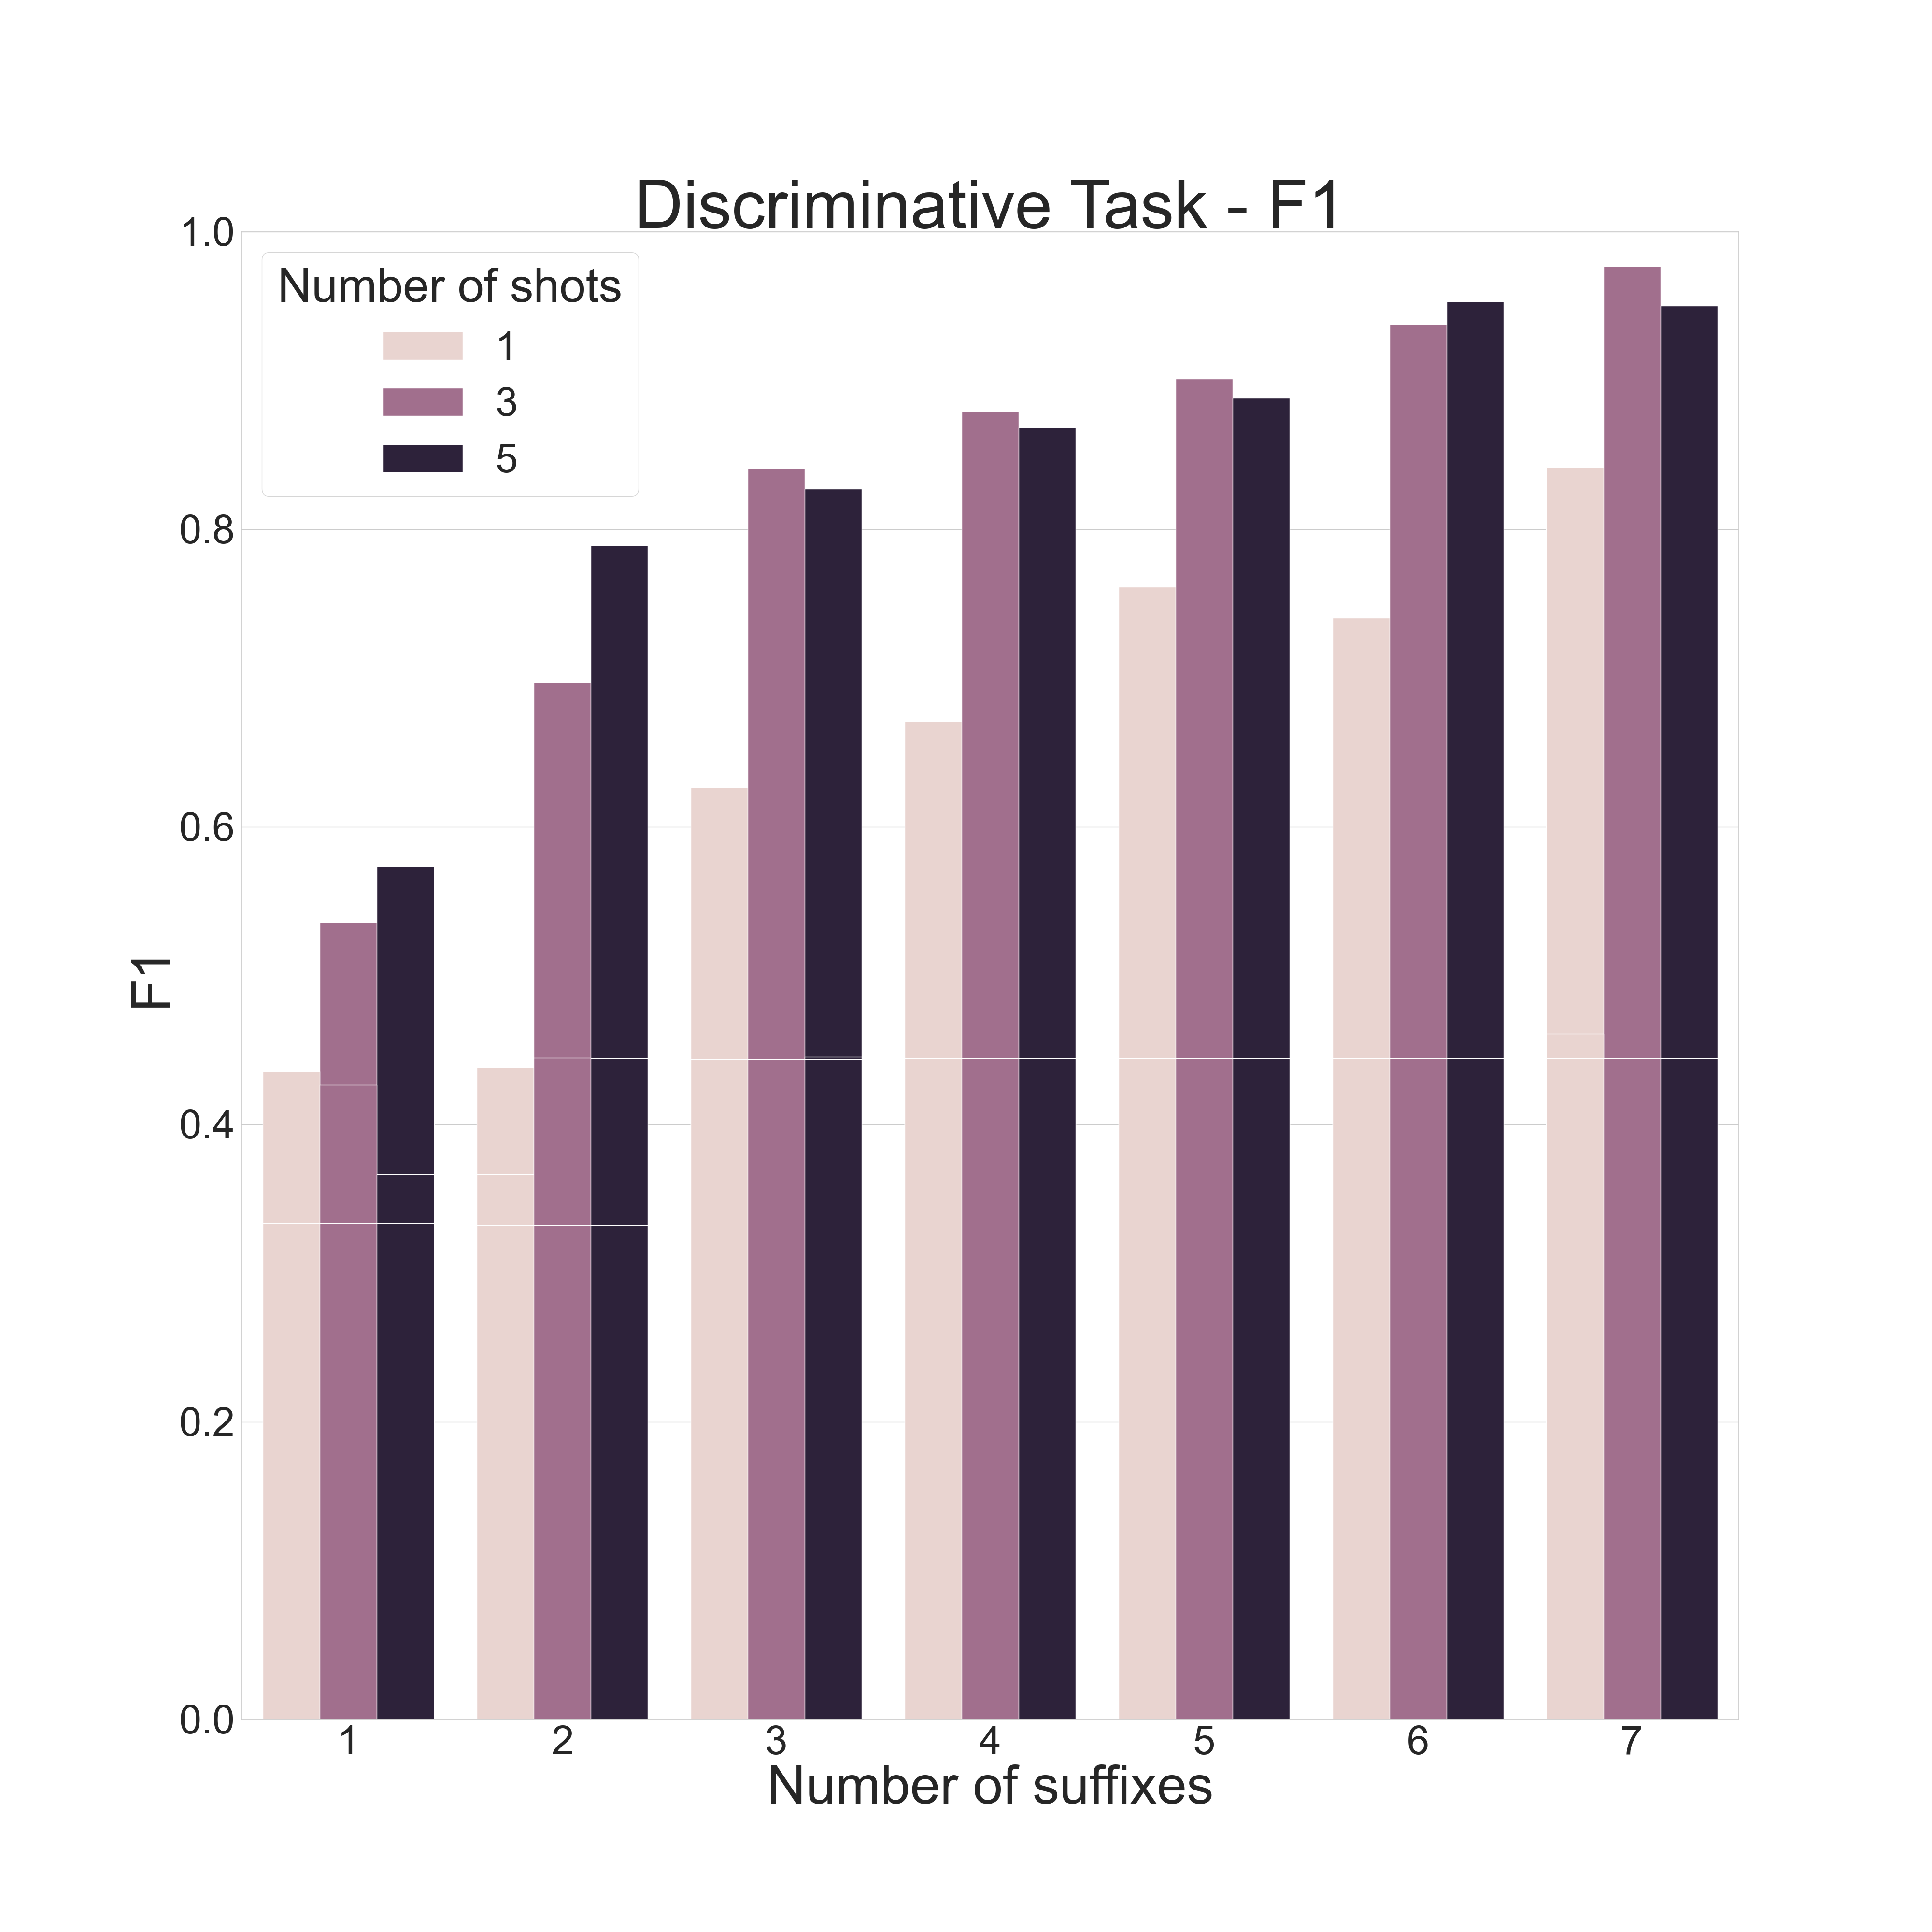 Discriminative Task - F1
1.0
Number of shots
1
3
5
0.8
0.6
F1
0.4
0.2
0.0
1 2 3 4 5 6 7
Number of suffixes